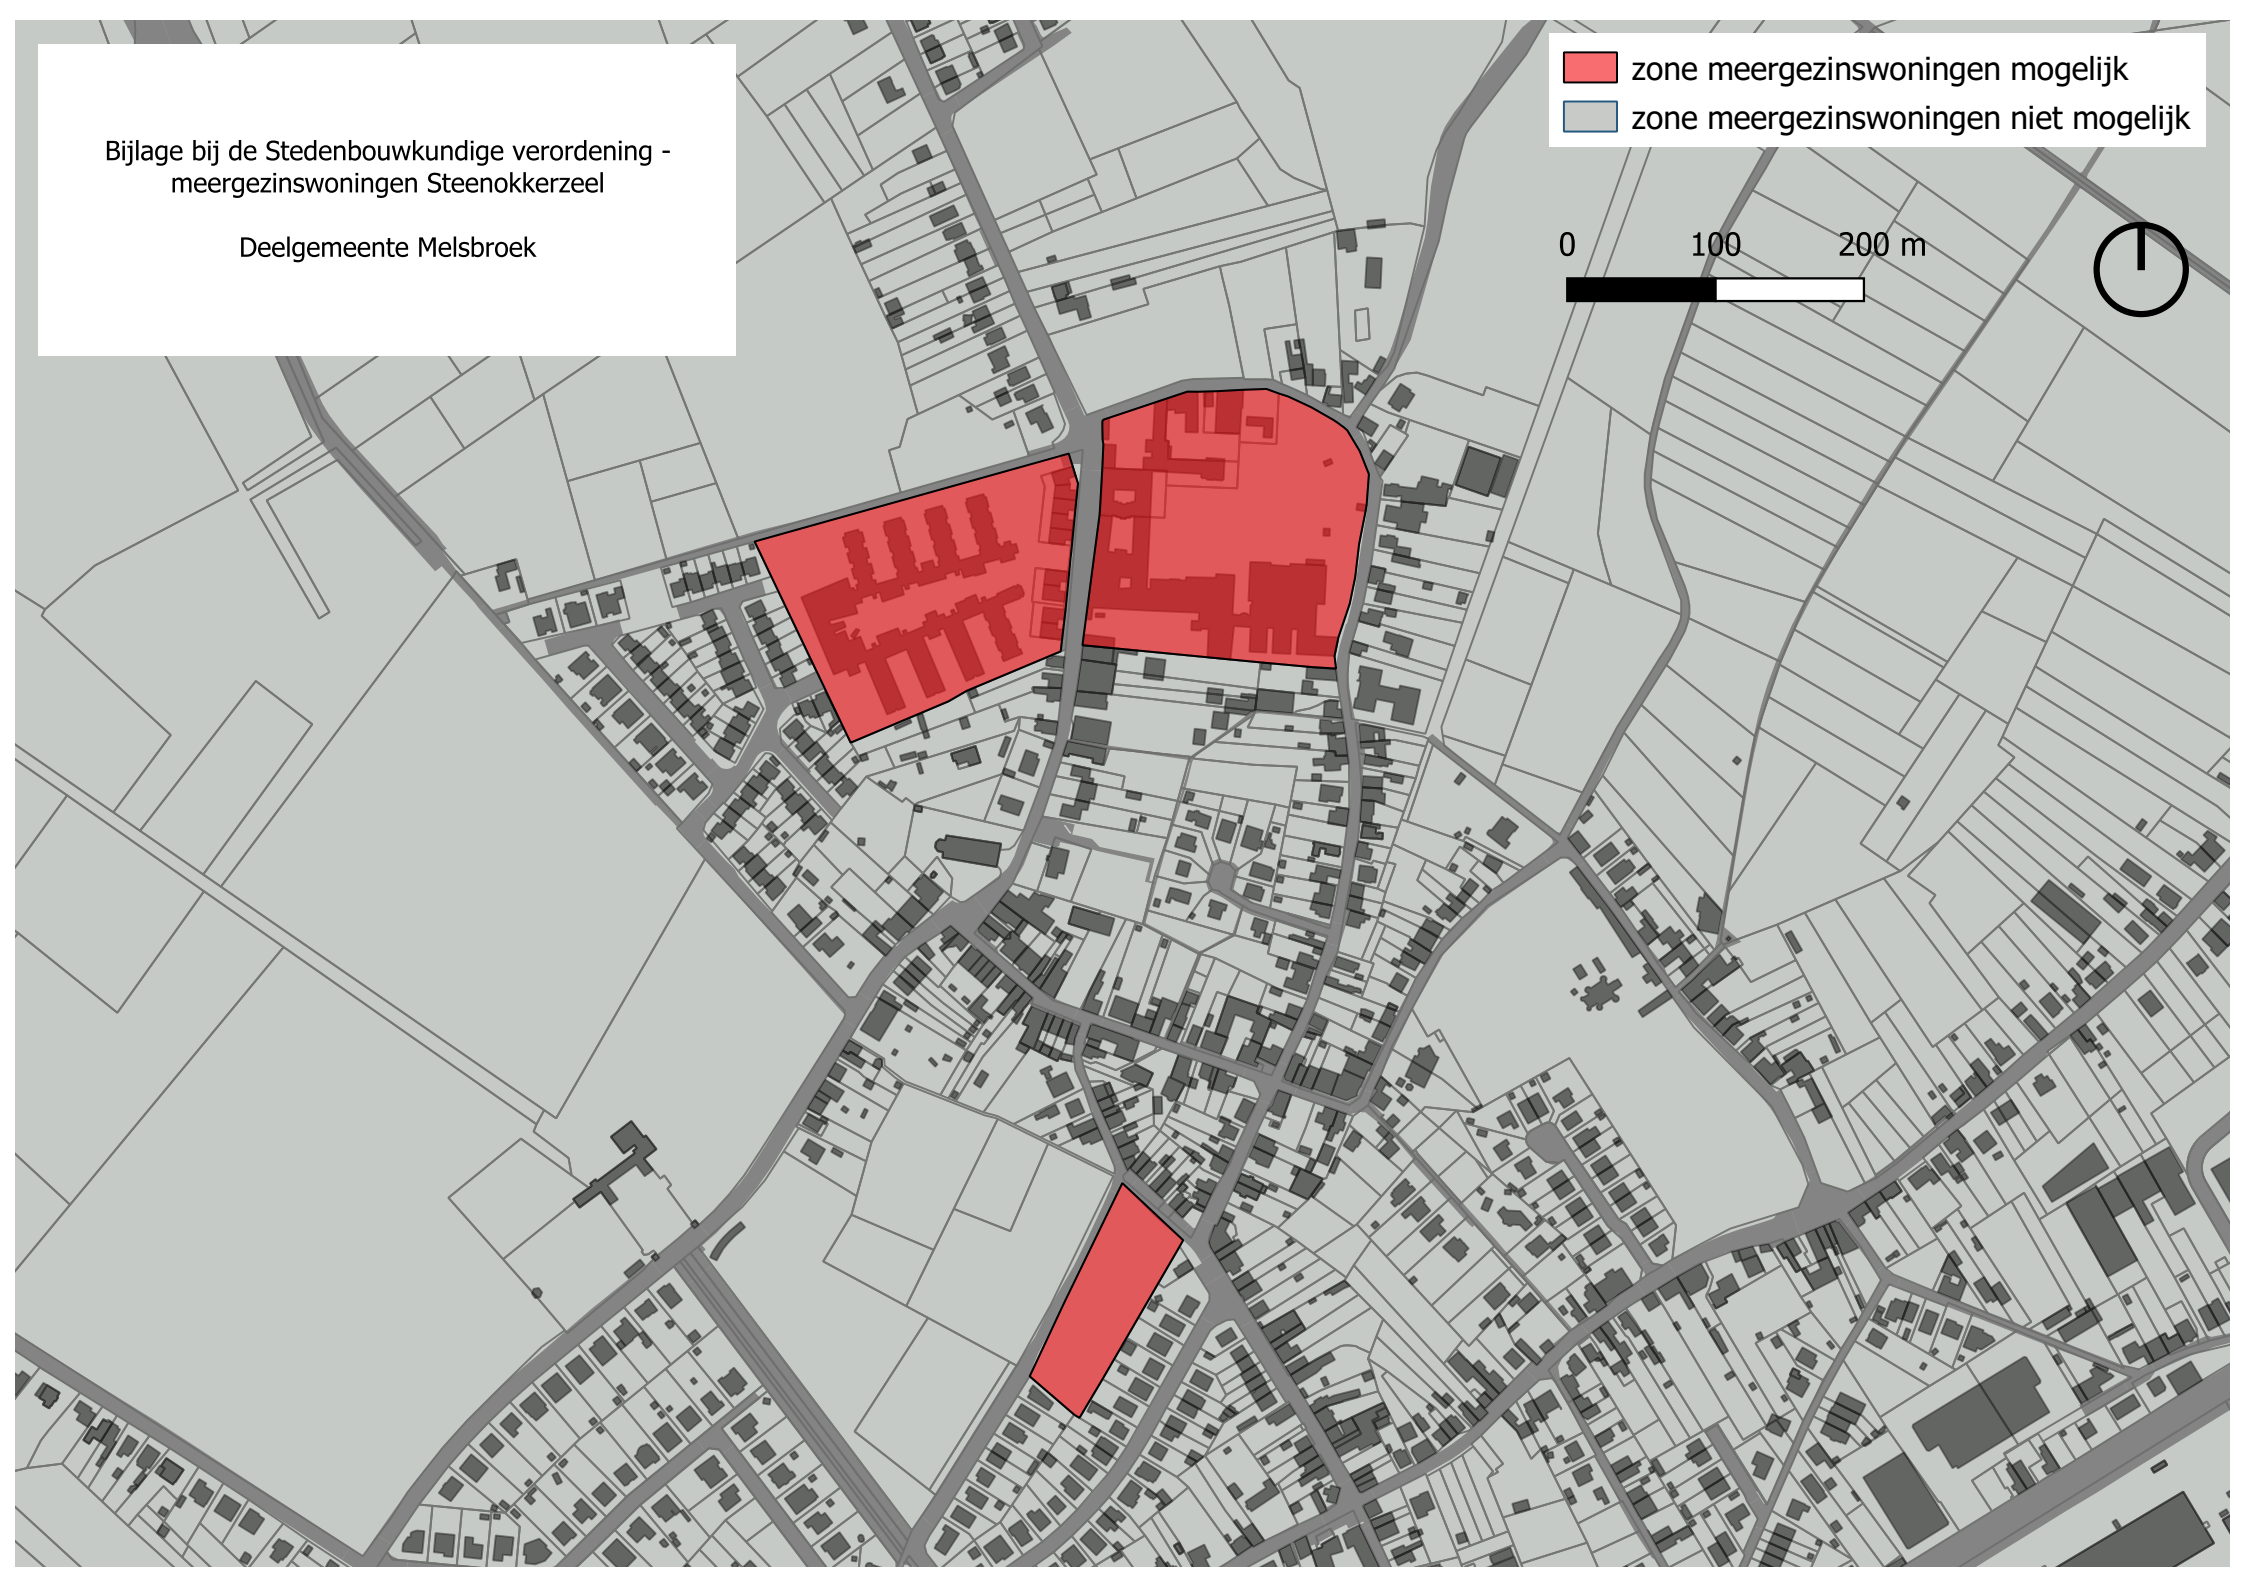 Bijlage bij de Stedenbouwkundige verordening -
meergezinswoningen Steenokkerzeel
Deelgemeente Melsbroek
zone meergezinswoningen mogelijk
zone meergezinswoningen niet mogelijk
0 100 200 m